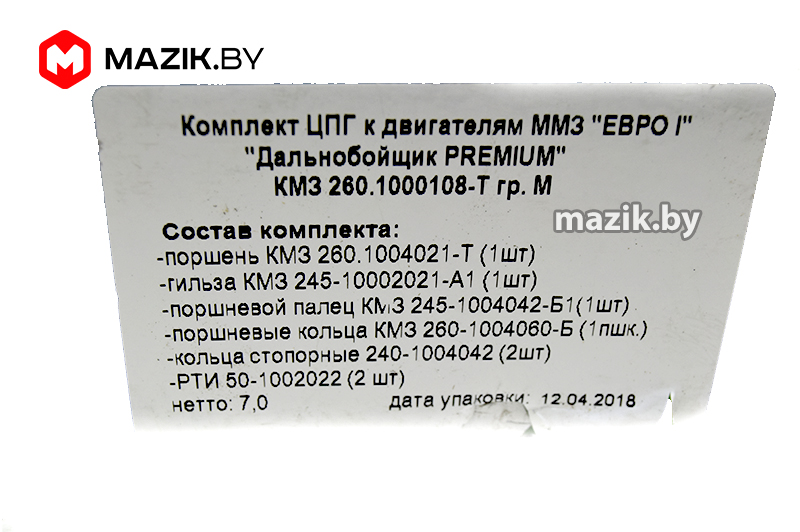 MAZIK.BY
Комплект ЦПГ к двигателям ММЗ "ЕВРО I"
"Дальнобойщик PREMIUM"
КМЗ 260.1000108-Т гр. М
mazik.by
Состав комплекта:
-поршень КМЗ 260.1004021-Т (1шт)
-гильза КМЗ 245-10002021-А1 (1шт)
-поршневой палец КМЗ 245-1004042-Б1(1шт)
-поршневые кольца КМЗ 260-1004060-Б (1пшк.)
-кольца стопорные 240-1004042 (2шт)
-РТИ 50-1002022 (2 шт)
нетто: 7,0 дата упаковки: 12.04.2018